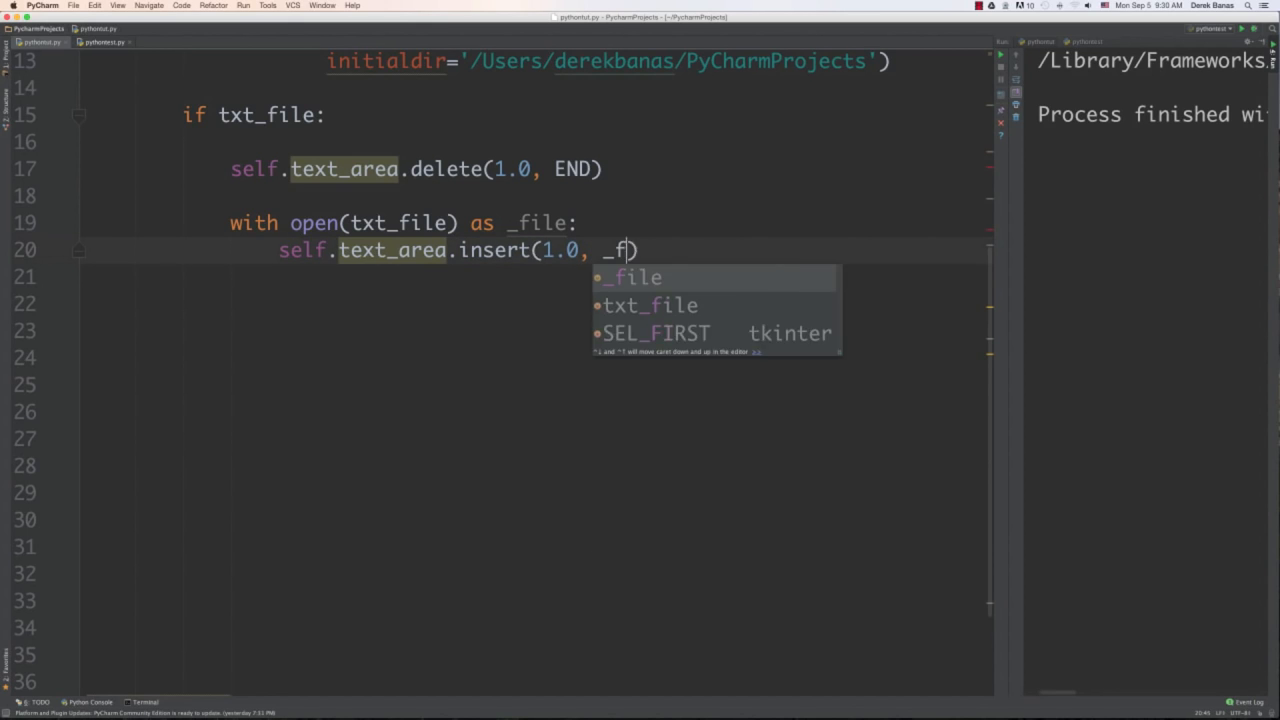 PyCharm File Edit View Navigate Code Refactor Run Tools VCS Window Help 10 Mon Sep 5 9:30 AM Derek Banas
pythontut.py - PycharmProjects - [~/PycharmProjects]
PycharmProjects pythontut.py pythontest
pythontut.py pythontest.py Run: pythontut pythontest
1: Project
7: Structure
2: Favorites
Run
13 initialdir='/Users/derekbanas/PyCharmProjects')
14
15 if txt_file:
16
17 self.text_area.delete(1.0, END)
18
19 with open(txt_file) as _file:
20 self.text_area.insert(1.0, _f)
21 _file
22 txt_file
23 SEL_FIRST tkinter
^↓ and ^↑ will move caret down and up in the editor >>
24
25
26
27
28
29
30
31
32
33
34
35
36
/Library/Frameworks
Process finished wi
6: TODO Python Console Terminal Event Log
Platform and Plugin Updates: PyCharm Community Edition is ready to update. (yesterday 7:51 PM) 20:46 LF÷ UTF-8÷